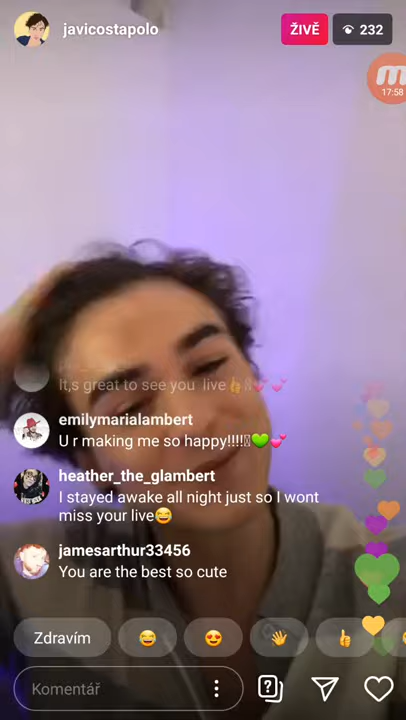 javicostapolo
ŽIVĚ
232
17:58
It,s great to see you live👍💕💕
emilymarialambert
U r making me so happy!!!!💚💕
heather_the_glambert
I stayed awake all night just so I wont
miss your live😅
jamesarthur33456
You are the best so cute
Zdravím
Komentář